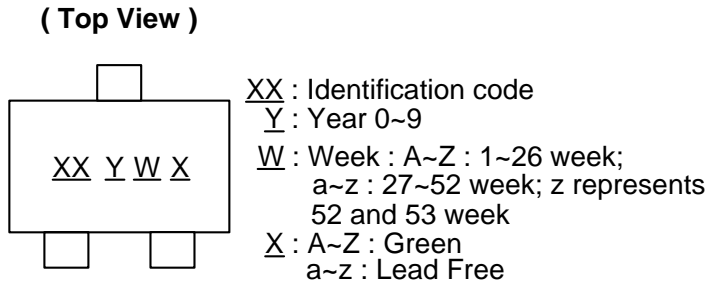 ( Top View )
XX Y W X
XX : Identification code
Y : Year 0~9
W : Week : A~Z : 1~26 week;
a~z : 27~52 week; z represents
52 and 53 week
X : A~Z : Green
a~z : Lead Free